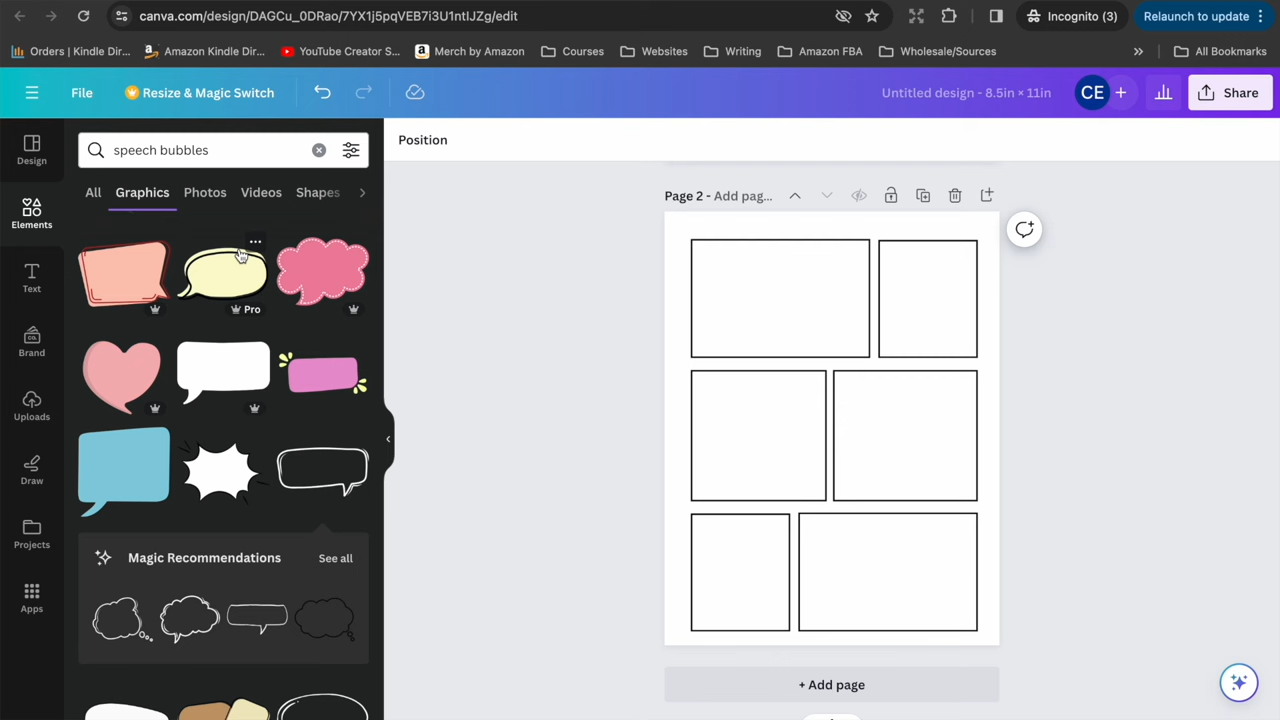 canva.com/design/DAGCu_0DRao/7YX1j5pqVEB7i3U1ntIJZg/edit
Incognito (3)
Relaunch to update
Orders | Kindle Dir...
Amazon Kindle Dir...
YouTube Creator S...
Merch by Amazon
Courses
Websites
Writing
Amazon FBA
Wholesale/Sources
All Bookmarks
File
Resize & Magic Switch
Untitled design - 8.5in × 11in
CE
Share
Design
Elements
Text
Brand
Uploads
Draw
Projects
Apps
speech bubbles
All
Graphics
Photos
Videos
Shapes
Pro
Magic Recommendations
See all
Position
Page 2 - Add pag...
+ Add page